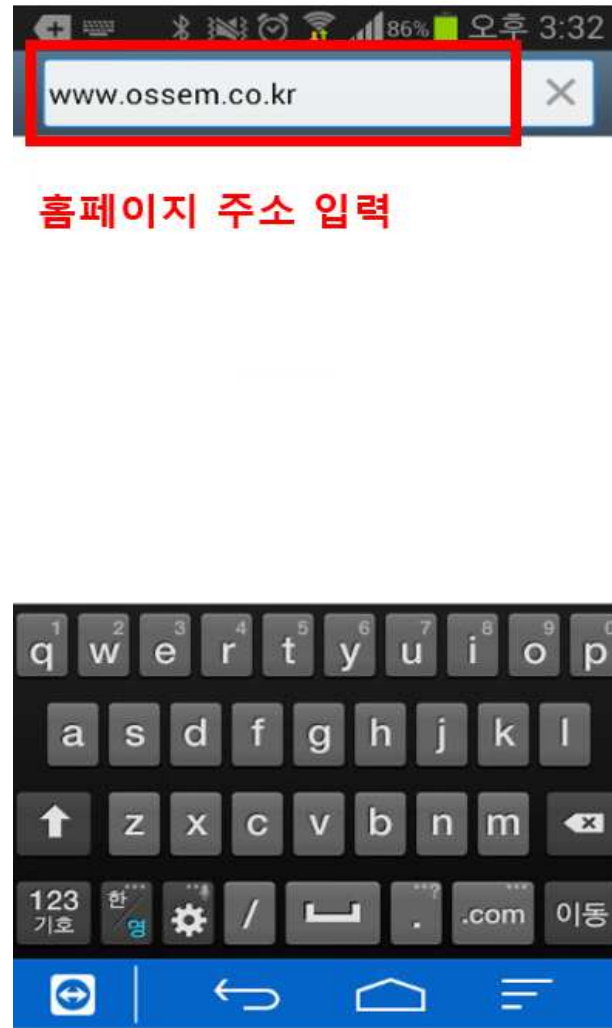 86% 오후 3:32
www.ossem.co.kr
홈페이지 주소 입력
1 2 3 4 5 6 7 8 9 0
q w e r t y u i o p
a s d f g h j k l
z x c v b n m
123 기호 한/영 / . ...? .com 이동